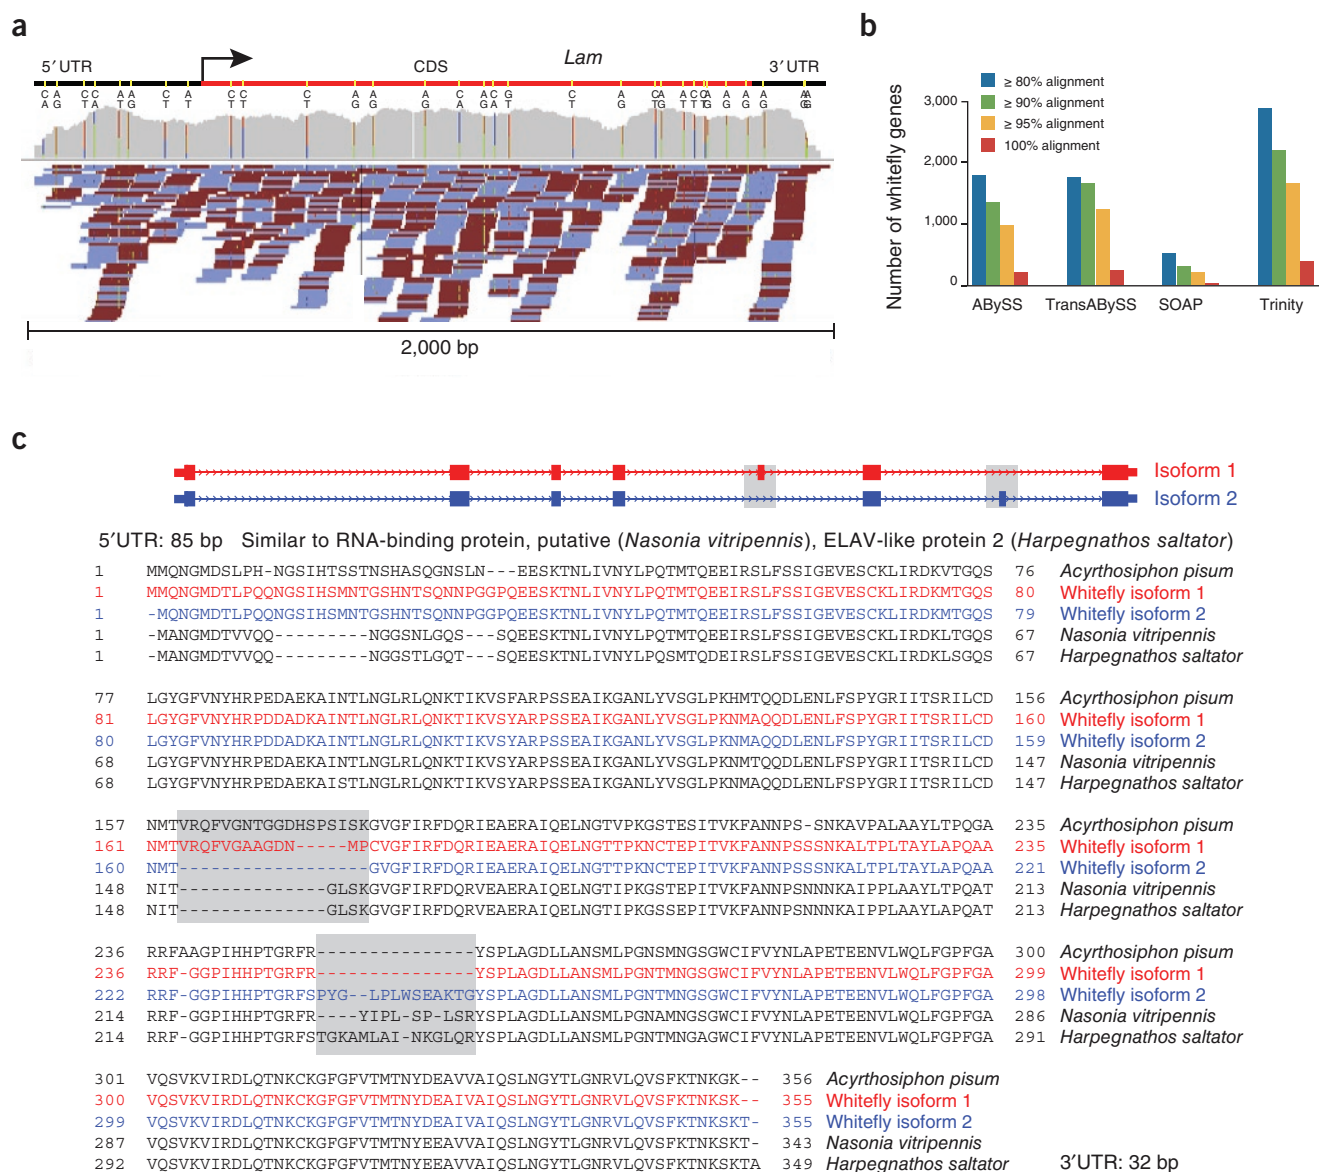 a
5′ UTR
CDS
Lam
3′ UTR
2,000 bp
b
Number of whitefly genes
3,000
2,000
1,000
0
≥ 80% alignment
≥ 90% alignment
≥ 95% alignment
100% alignment
ABySS TransABySS SOAP Trinity
c
Isoform 1
Isoform 2
5′UTR: 85 bp Similar to RNA-binding protein, putative (Nasonia vitripennis), ELAV-like protein 2 (Harpegnathos saltator)
1 MMQNGMDSLPH-NGSIHTSSTNSHASQGNSLN---EESKTNLIVNYLPQTMTQEEIRSLFSSIGEVESCKLIRDKVTGQS 76 Acyrthosiphon pisum
1 MMQNGMDTLPQQNGSIHSMNTGSHNTSQNNPGGPQEESKTNLIVNYLPQTMTQEEIRSLFSSIGEVESCKLIRDKMTGQS 80 Whitefly isoform 1
1 -MQNGMDTLPQQNGSIHSMNTGSHNTSQNNPGGPQEESKTNLIVNYLPQTMTQEEIRSLFSSIGEVESCKLIRDKMTGQS 79 Whitefly isoform 2
1 -MANGMDTVVQQ---------NGGSNLGQS---SQEESKTNLIVNYLPQTMTQEEIRSLFSSIGEVESCKLIRDKLTGQS 67 Nasonia vitripennis
1 -MANGMDTVVQQ---------NGGSTLGQT---SQEESKTNLIVNYLPQSMTQDEIRSLFSSIGEVESCKLIRDKLSGQS 67 Harpegnathos saltator
77 LGYGFVNYHRPEDAEKAINTLNGLRLQNKTIKVSFARPSSEAIKGANLYVSGLPKHMTQQDLENLFSPYGRIITSRILCD 156 Acyrthosiphon pisum
81 LGYGFVNYHRPDDADKAINTLNGLRLQNKTIKVSYARPSSEAIKGANLYVSGLPKNMAQQDLENLFSPYGRIITSRILCD 160 Whitefly isoform 1
80 LGYGFVNYHRPDDADKAINTLNGLRLQNKTIKVSYARPSSEAIKGANLYVSGLPKNMAQQDLENLFSPYGRIITSRILCD 159 Whitefly isoform 2
68 LGYGFVNYHRPEDAEKAINTLNGLRLQNKTIKVSYARPSSEAIKGANLYVSGLPKNMTQQDLENLFSPYGRIITSRILCD 147 Nasonia vitripennis
68 LGYGFVNYHRPEDAEKAISTLNGLRLQNKTIKVSYARPSSEAIKGANLYVSGLPKNMAQQDLENLFSPYGRIITSRILCD 147 Harpegnathos saltator
157 NMTVRQFVGNTGGDHSPSISKGVGFIRFDQRIEAERAIQELNGTVPKGSTESITVKFANNPS-SNKAVPALAAYLTPQGA 235 Acyrthosiphon pisum
161 NMTVRQFVGAAGDN-----MPCVGFIRFDQRIEAERAIQELNGTTPKNCTEPITVKFANNPSSSNKALTPLTAYLAPQAA 235 Whitefly isoform 1
160 NMT------------------GVGFIRFDQRIEAERAIQELNGTTPKNCTEPITVKFANNPSSSNKALTPLTAYLAPQAA 221 Whitefly isoform 2
148 NIT--------------GLSKGVGFIRFDQRVEAERAIQELNGTIPKGSTEPITVKFANNPSNNNKAIPPLAAYLTPQAT 213 Nasonia vitripennis
148 NIT--------------GLSKGVGFIRFDQRVEAERAIQELNGTIPKGSSEPITVKFANNPSNNNKAIPPLAAYLAPQAT 213 Harpegnathos saltator
236 RRFAAGPIHHPTGRFR---------------YSPLAGDLLANSMLPGNSMNGSGWCIFVYNLAPETEENVLWQLFGPFGA 300 Acyrthosiphon pisum
236 RRF-GGPIHHPTGRFR---------------YSPLAGDLLANSMLPGNTMNGSGWCIFVYNLAPETEENVLWQLFGPFGA 299 Whitefly isoform 1
222 RRF-GGPIHHPTGRFSPYG--LPLWSEAKTGYSPLAGDLLANSMLPGNTMNGSGWCIFVYNLAPETEENVLWQLFGPFGA 298 Whitefly isoform 2
214 RRF-GGPIHHPTGRFR----YIPL-SP-LSRYSPLAGDLLANSMLPGNAMNGSGWCIFVYNLAPETEENVLWQLFGPFGA 286 Nasonia vitripennis
214 RRF-GGPIHHPTGRFSTGKAMLAI-NKGLQRYSPLAGDLLANSMLPGNTMNGAGWCIFVYNLAPETEENVLWQLFGPFGA 291 Harpegnathos saltator
301 VQSVKVIRDLQTNKCKGFGFVTMTNYDEAVVAIQSLNGYTLGNRVLQVSFKTNKGK-- 356 Acyrthosiphon pisum
300 VQSVKVIRDLQTNKCKGFGFVTMTNYDEAVVAIQSLNGYTLGNRVLQVSFKTNKSK-- 355 Whitefly isoform 1
299 VQSVKVIRDLQTNKCKGFGFVTMTNYDEAVVAIQSLNGYTLGNRVLQVSFKTNKSKT- 355 Whitefly isoform 2
287 VQSVKVIRDLQTNKCKGFGFVTMTNYEEAVVAIQSLNGYTLGNRVLQVSFKTNKSKT- 343 Nasonia vitripennis
292 VQSVKVIRDLQTNKCKGFGFVTMTNYEEAVVAIQSLNGYTLGNRVLQVSFKTNKSKTA 349 Harpegnathos saltator
3′UTR: 32 bp